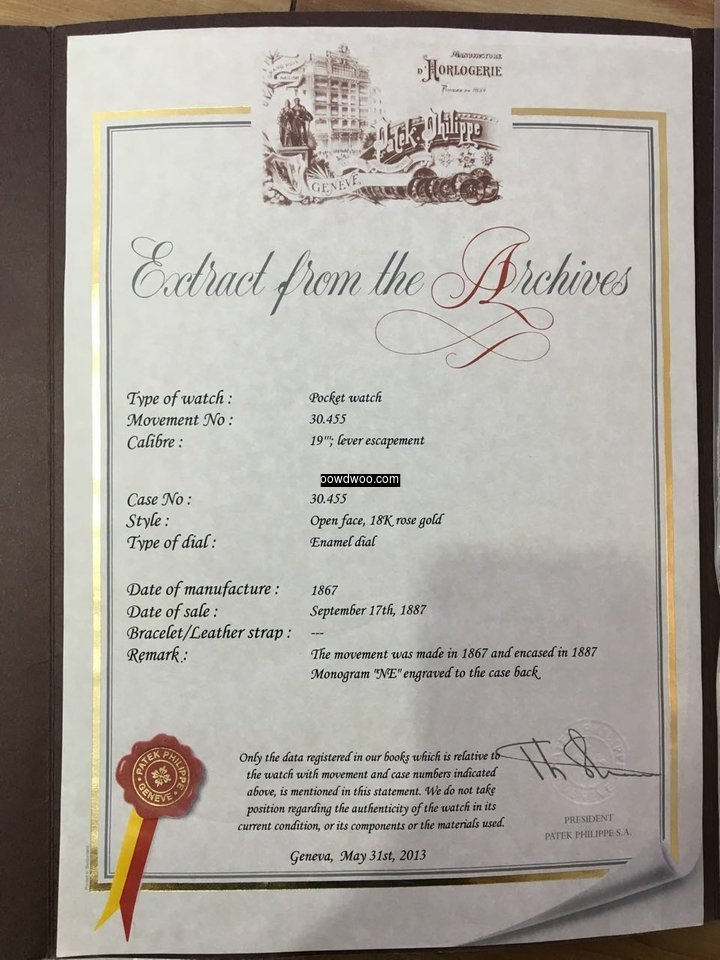 MANUFACTURE
D'HORLOGERIE
FONDÉE EN 1839
Patek Philippe
GENÈVE
Extract from the Archives
Type of watch : Pocket watch
Movement No : 30.455
Calibre : 19'''; lever escapement
oowdwoo.com
Case No : 30.455
Style : Open face, 18K rose gold
Type of dial : Enamel dial
Date of manufacture : 1867
Date of sale : September 17th, 1887
Bracelet/Leather strap : ---
Remark : The movement was made in 1867 and encased in 1887
Monogram "NE" engraved to the case back
PATEK PHILIPPE
GENEVE
Only the data registered in our books which is relative to
the watch with movement and case numbers indicated
above, is mentioned in this statement. We do not take
position regarding the authenticity of the watch in its
current condition, or its components or the materials used.
PRESIDENT
PATEK PHILIPPE S.A.
Geneva, May 31st, 2013